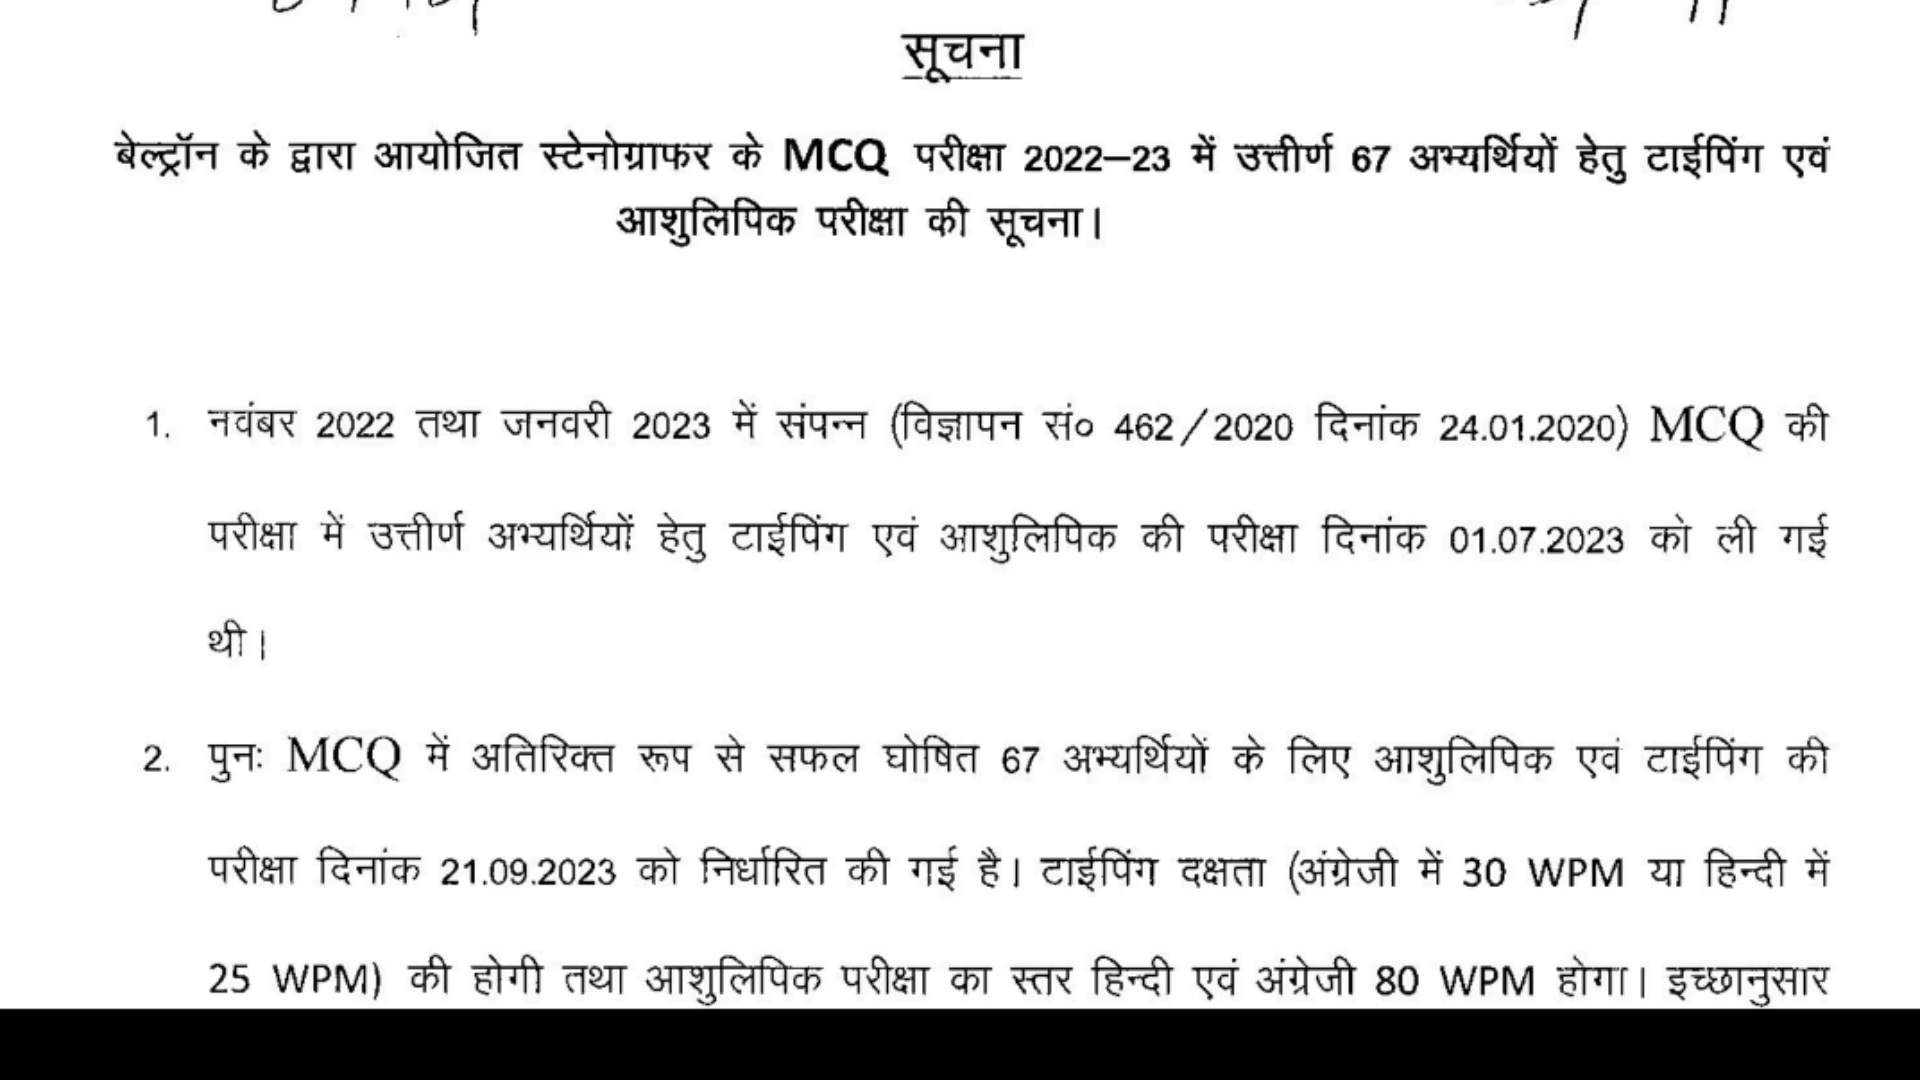 सूचना
बेल्ट्रॉन के द्वारा आयोजित स्टेनोग्राफर के MCQ परीक्षा 2022–23 में उत्तीर्ण 67 अभ्यर्थियों हेतु टाईपिंग एवं
आशुलिपिक परीक्षा की सूचना।
1. नवंबर 2022 तथा जनवरी 2023 में संपन्न (विज्ञापन सं० 462/2020 दिनांक 24.01.2020) MCQ की
परीक्षा में उत्तीर्ण अभ्यर्थियों हेतु टाईपिंग एवं आशुलिपिक की परीक्षा दिनांक 01.07.2023 को ली गई
थी।
2. पुनः MCQ में अतिरिक्त रूप से सफल घोषित 67 अभ्यर्थियों के लिए आशुलिपिक एवं टाईपिंग की
परीक्षा दिनांक 21.09.2023 को निर्धारित की गई है। टाईपिंग दक्षता (अंग्रेजी में 30 WPM या हिन्दी में
25 WPM) की होगी तथा आशुलिपिक परीक्षा का स्तर हिन्दी एवं अंग्रेजी 80 WPM होगा। इच्छानुसार